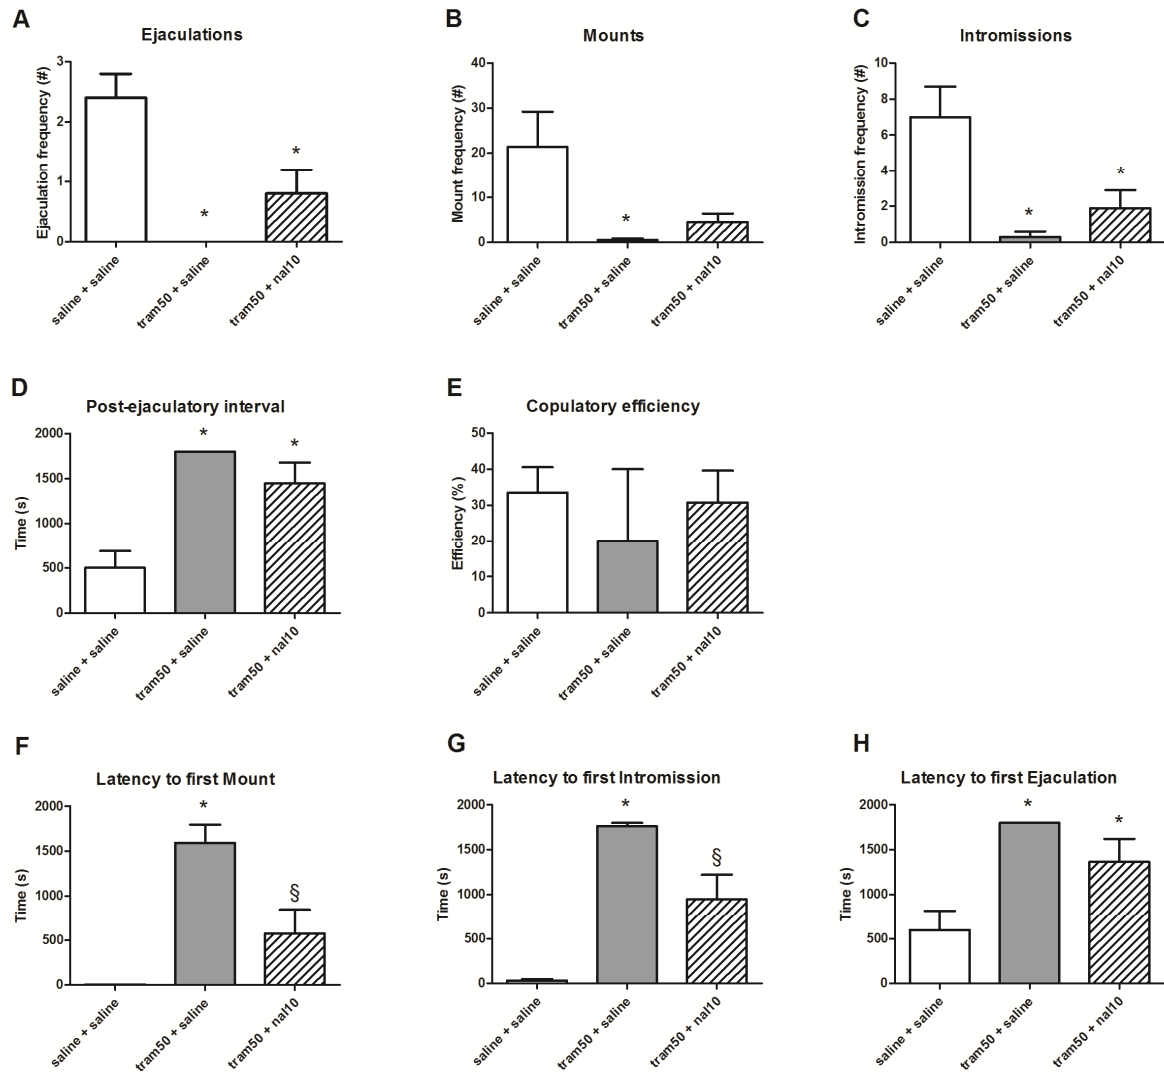 A
Ejaculations
Ejaculation frequency (#)
3
2
1
0
*
*
saline + saline
tram50 + saline
tram50 + nal10
B
Mounts
Mount frequency (#)
40
30
20
10
0
*
saline + saline
tram50 + saline
tram50 + nal10
C
Intromissions
Intromission frequency (#)
10
8
6
4
2
0
*
*
saline + saline
tram50 + saline
tram50 + nal10
D
Post-ejaculatory interval
Time (s)
2000
1500
1000
500
0
*
*
saline + saline
tram50 + saline
tram50 + nal10
E
Copulatory efficiency
Efficiency (%)
50
40
30
20
10
0
saline + saline
tram50 + saline
tram50 + nal10
F
Latency to first Mount
Time (s)
2000
1500
1000
500
0
*
§
saline + saline
tram50 + saline
tram50 + nal10
G
Latency to first Intromission
Time (s)
2000
1500
1000
500
0
*
§
saline + saline
tram50 + saline
tram50 + nal10
H
Latency to first Ejaculation
Time (s)
2000
1500
1000
500
0
*
*
saline + saline
tram50 + saline
tram50 + nal10